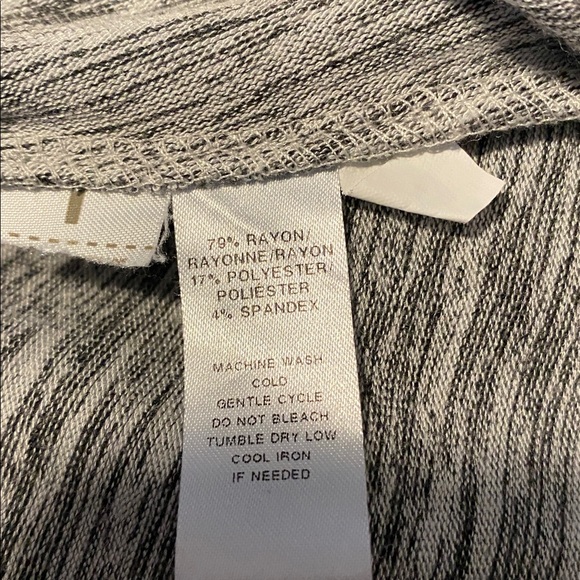 79% RAYON/
RAYONNE/RAYON
17% POLYESTER/
POLIÉSTER
4% SPANDEX
MACHINE WASH
COLD
GENTLE CYCLE
DO NOT BLEACH
TUMBLE DRY LOW
COOL IRON
IF NEEDED